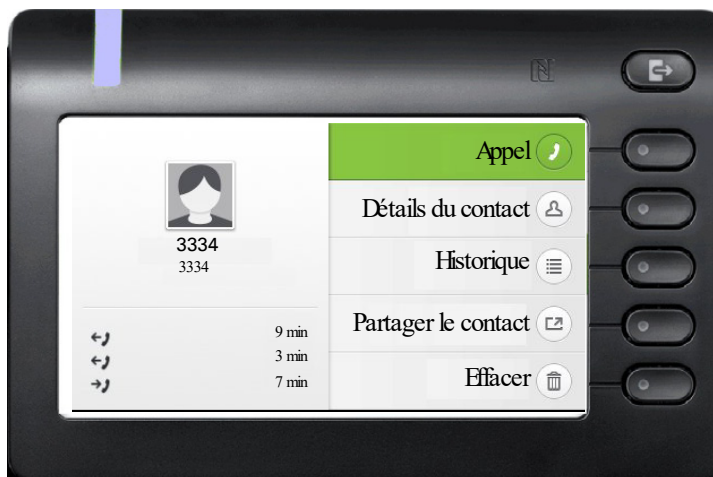 3334
3334
9 min
3 min
7 min
Appel
Détails du contact
Historique
Partager le contact
Effacer